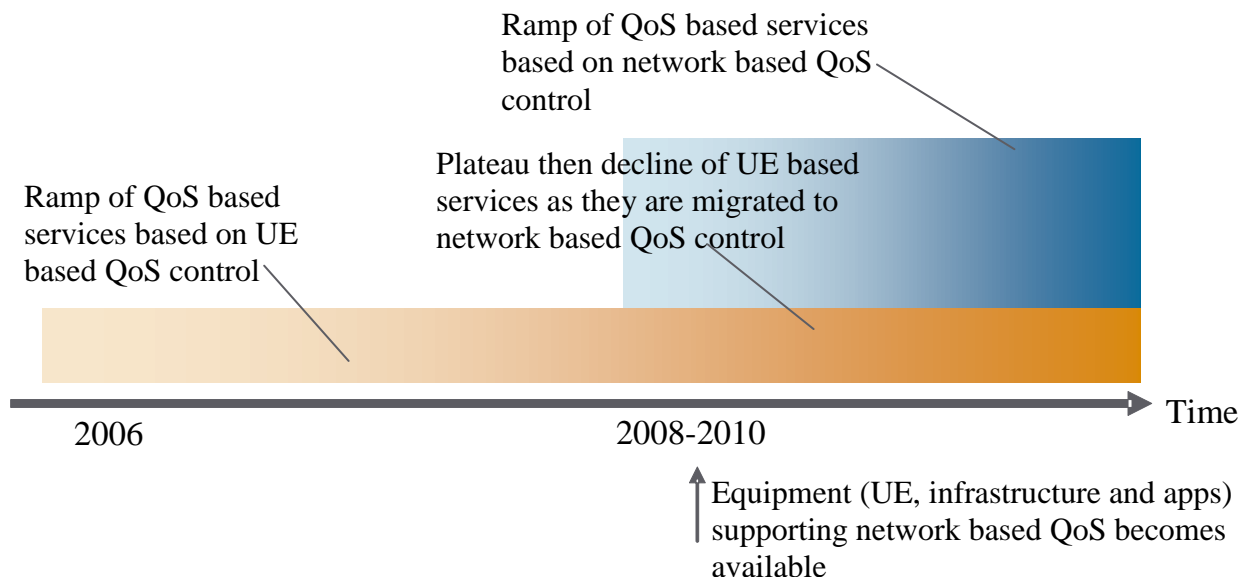 Ramp of QoS based services
based on network based QoS
control
Plateau then decline of UE based
services as they are migrated to
network based QoS control
Ramp of QoS based
services based on UE
based QoS control
Time
2006
2008-2010
Equipment (UE, infrastructure and apps)
supporting network based QoS becomes
available